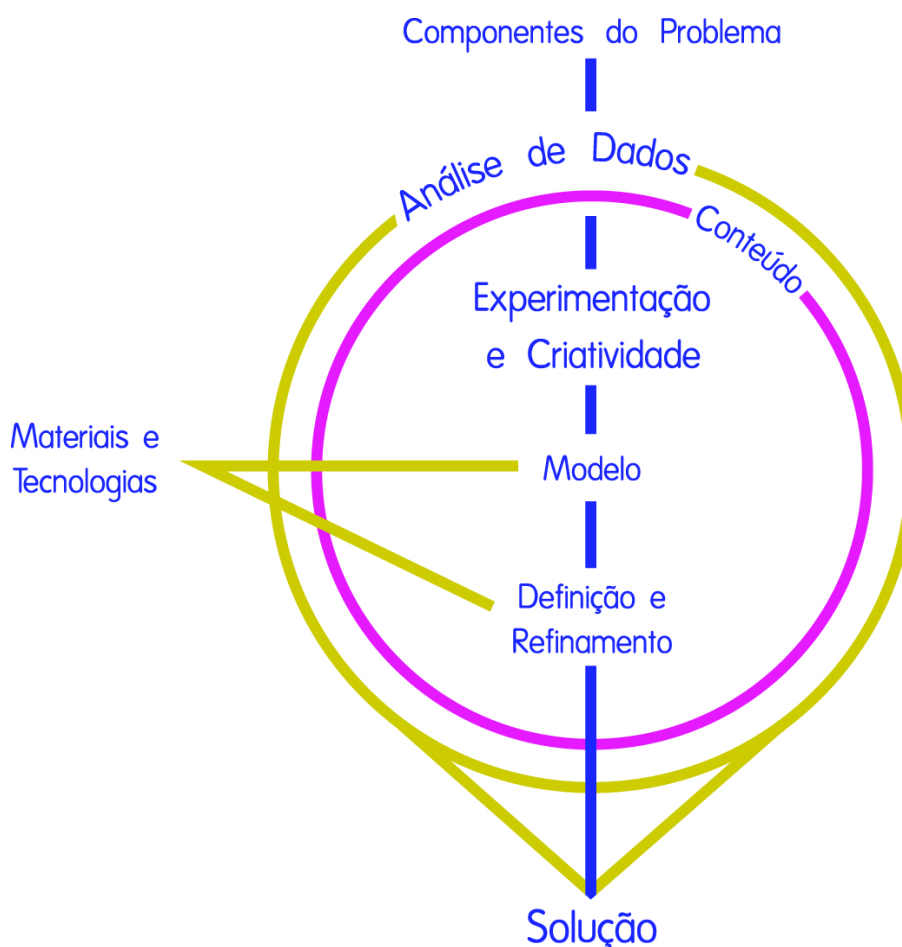 Componentes do Problema
Análise de Dados
Conteúdo
Experimentação
e Criatividade
Materiais e
Tecnologias
Modelo
Definição e
Refinamento
Solução